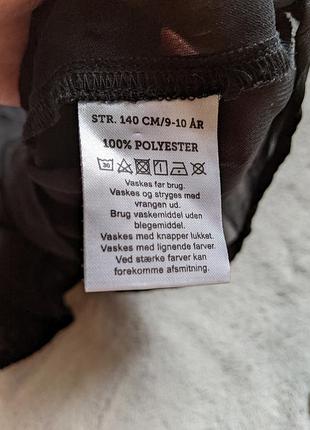 STR. 140 CM/9-10 ÅR
100% POLYESTER
30
Vaskes før brug.
Vaskes og stryges med
vrangen ud.
Brug vaskemiddel uden
blegemiddel.
Vaskes med knapper lukket.
Vaskes med lignende farver.
Ved stærke farver kan
forekomme afsmitning.